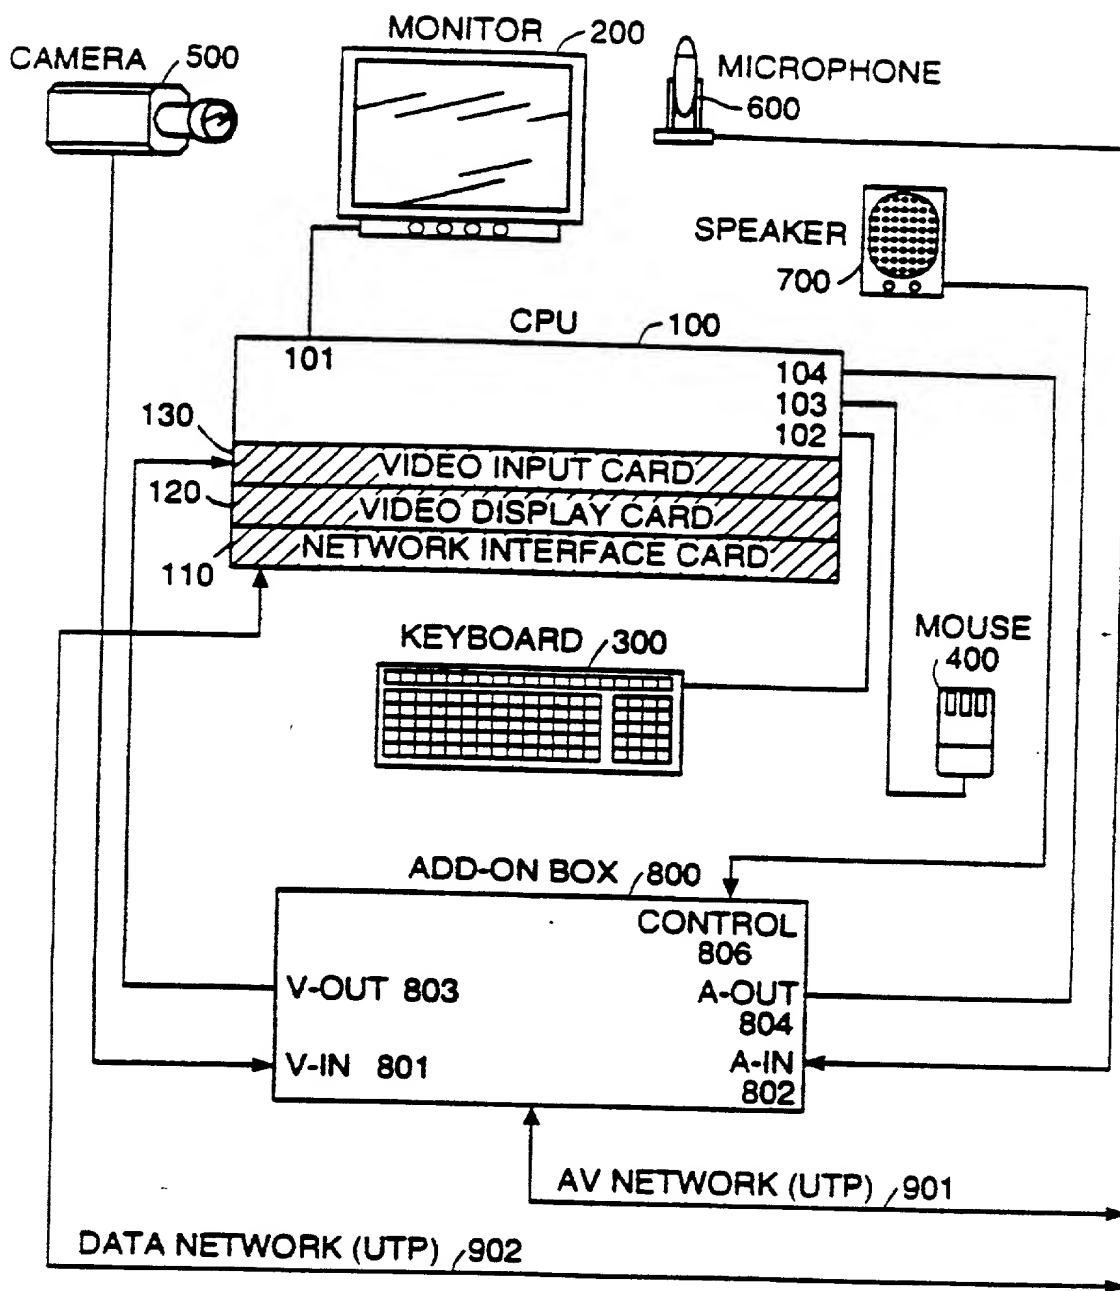 MONITOR 200
CAMERA 500
MICROPHONE
600
SPEAKER
700
CPU 100
101
104
103
102
130
VIDEO INPUT CARD
120
VIDEO DISPLAY CARD
NETWORK INTERFACE CARD
110
KEYBOARD 300
MOUSE
400
ADD-ON BOX 800
CONTROL
806
V-OUT 803
A-OUT
804
V-IN 801
A-IN
802
AV NETWORK (UTP) 901
DATA NETWORK (UTP) 902